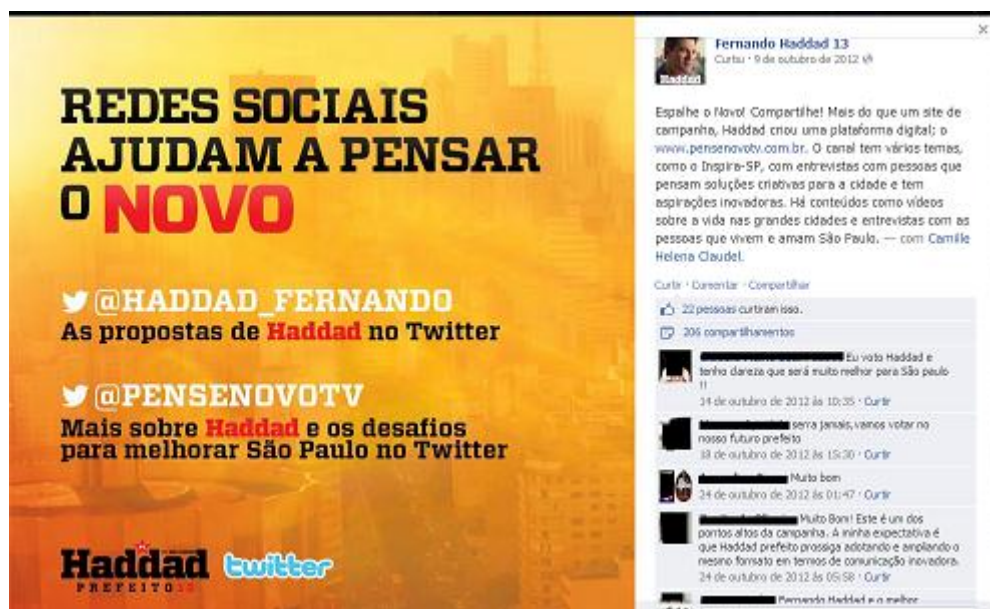 REDES SOCIAIS
AJUDAM A PENSAR
O NOVO
@HADDAD_FERNANDO
As propostas de Haddad no Twitter
@PENSENOVOTV
Mais sobre Haddad e os desafios
para melhorar São Paulo no Twitter
Haddad
PREFEITO 13
twitter
Haddad
Fernando Haddad 13
Curtiu · 9 de outubro de 2012
Espalhe o Novo! Compartilhe! Mais do que um site de
campanha, Haddad criou uma plataforma digital; o
www.pensenovotv.com.br. O canal tem vários temas,
como o Inspira-SP, com entrevistas com pessoas que
pensam soluções criativas para a cidade e tem
aspirações inovadoras. Há conteúdos como vídeos
sobre a vida nas grandes cidades e entrevistas com as
pessoas que vivem e amam São Paulo. — com Camille
Helena Claudel.
Curtir · Comentar · Compartilhar
22 pessoas curtiram isso.
206 compartilhamentos
Eu voto Haddad e
tenho clareza que será muito melhor para São paulo
!!
14 de outubro de 2012 às 10:35 · Curtir
serra jamais,vamos votar no
nosso futuro prefeito
18 de outubro de 2012 às 15:30 · Curtir
Muito bom
24 de outubro de 2012 às 01:47 · Curtir
Muito Bom! Este é um dos
pontos altos da campanha. A minha expectativa é
que Haddad prefeito prossiga adotando e ampliando o
mesmo formato em termos de comunicação inovadora.
24 de outubro de 2012 às 05:58 · Curtir
Fernando Haddad e o melhor